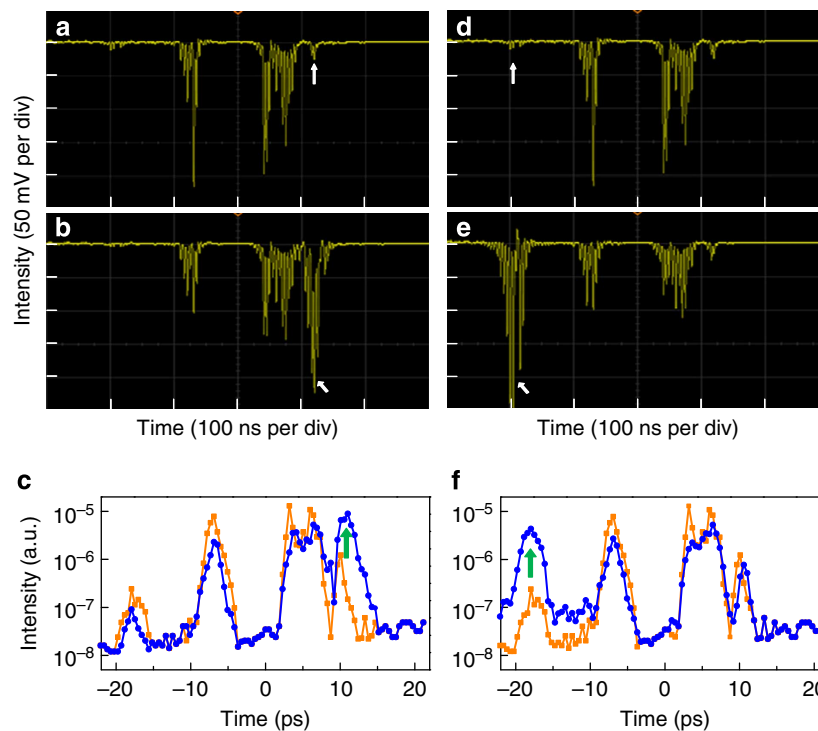 a
d
b
e
Intensity (50 mV per div)
Time (100 ns per div)
Time (100 ns per div)
c
f
Intensity (a.u.)
10⁻⁵
10⁻⁶
10⁻⁷
10⁻⁸
–20 –10 0 10 20
Time (ps)
10⁻⁵
10⁻⁶
10⁻⁷
10⁻⁸
–20 –10 0 10 20
Time (ps)